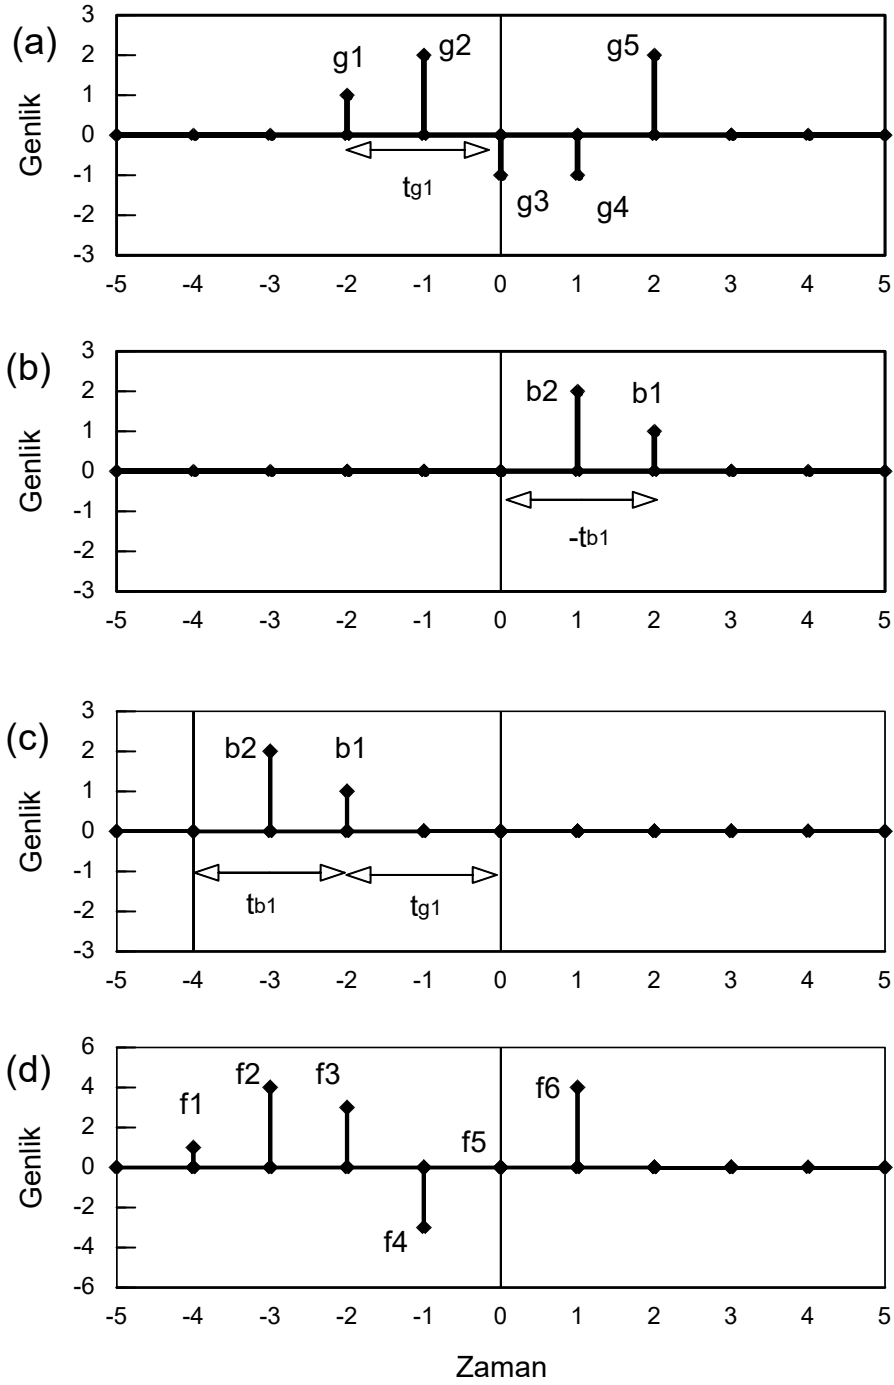 (a)
Genlik
3
2
1
0
-1
-2
-3
g1
g2
g5
tg1
g3
g4
-5 -4 -3 -2 -1 0 1 2 3 4 5
(b)
Genlik
3
2
1
0
-1
-2
-3
b2
b1
-tb1
-5 -4 -3 -2 -1 0 1 2 3 4 5
(c)
Genlik
3
2
1
0
-1
-2
-3
b2
b1
tb1
tg1
-5 -4 -3 -2 -1 0 1 2 3 4 5
(d)
Genlik
6
4
2
0
-2
-4
-6
f1
f2
f3
f4
f5
f6
-5 -4 -3 -2 -1 0 1 2 3 4 5
Zaman